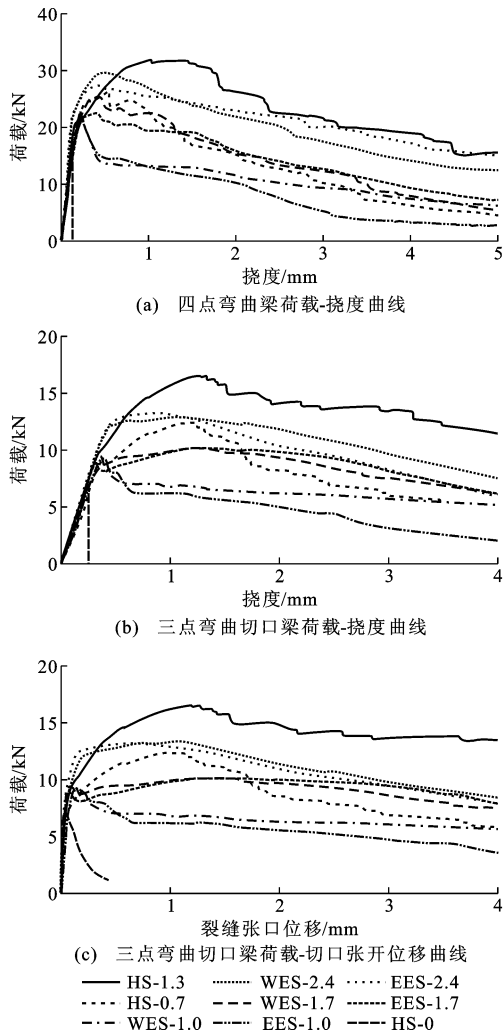 40
30
20
10
0
荷载/kN
1
2
3
4
5
挠度/mm
(a) 四点弯曲梁荷载-挠度曲线
20
15
10
5
0
荷载/kN
1
2
3
4
挠度/mm
(b) 三点弯曲切口梁荷载-挠度曲线
20
15
10
5
0
荷载/kN
1
2
3
4
裂缝张口位移/mm
(c) 三点弯曲切口梁荷载-切口张开位移曲线
HS-1.3 WES-2.4 EES-2.4
HS-0.7 WES-1.7 EES-1.7
WES-1.0 EES-1.0 HS-0